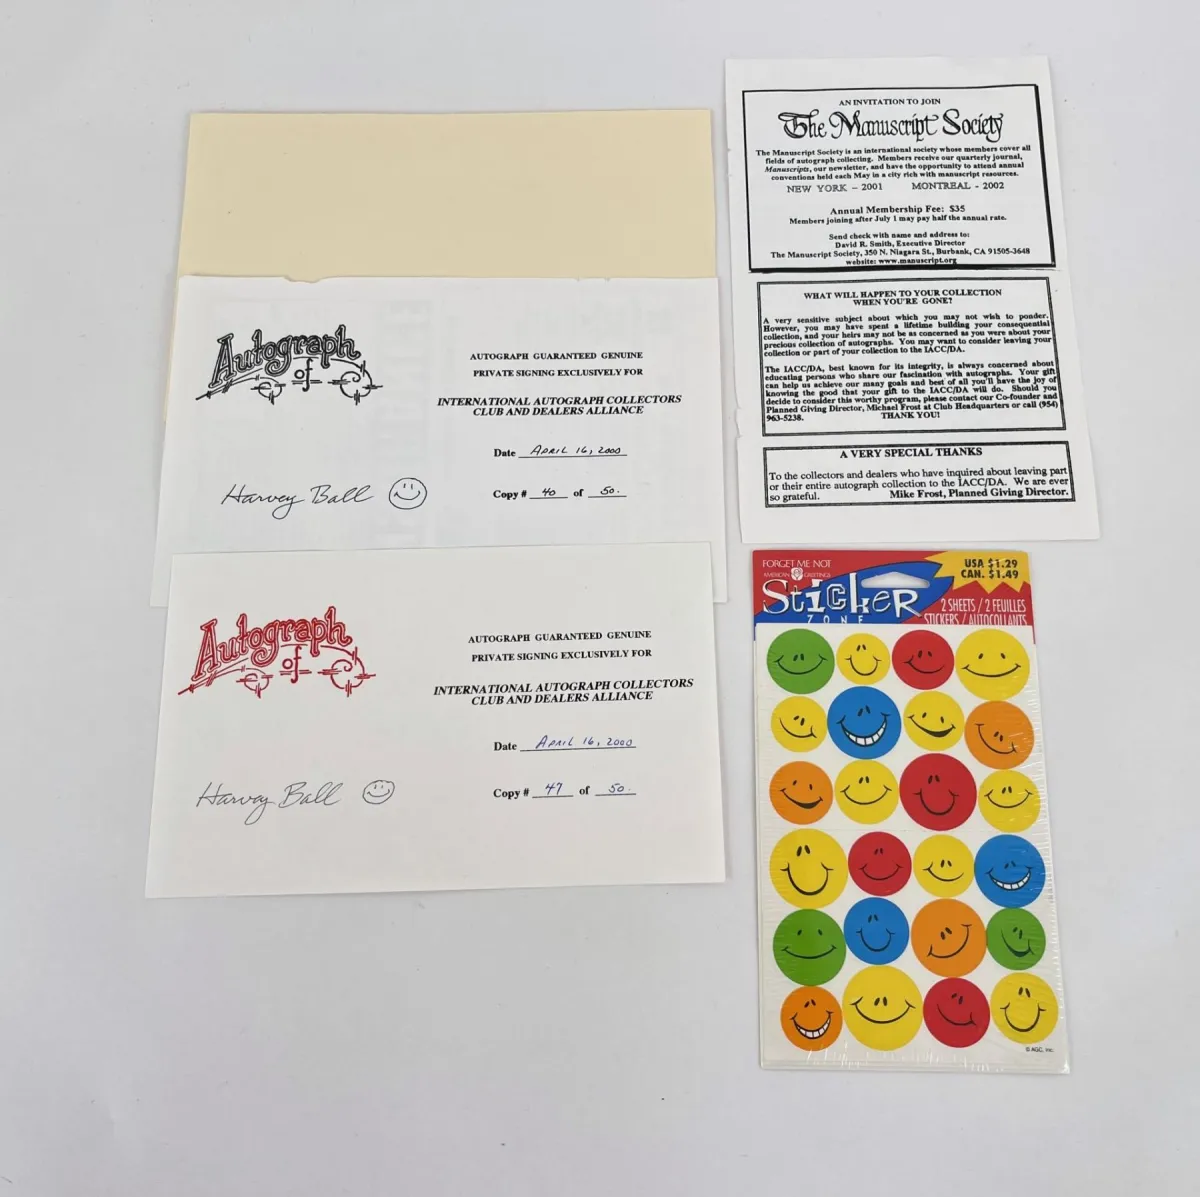 Autograph
of
AUTOGRAPH GUARANTEED GENUINE
PRIVATE SIGNING EXCLUSIVELY FOR
INTERNATIONAL AUTOGRAPH COLLECTORS
CLUB AND DEALERS ALLIANCE
Date APRIL 16, 2000
Harvey Ball
Copy # 40 of 50.
Autograph
of
AUTOGRAPH GUARANTEED GENUINE
PRIVATE SIGNING EXCLUSIVELY FOR
INTERNATIONAL AUTOGRAPH COLLECTORS
CLUB AND DEALERS ALLIANCE
Date APRIL 16, 2000
Harvey Ball
Copy # 47 of 50.
AN INVITATION TO JOIN
The Manuscript Society
The Manuscript Society is an international society whose members cover all
fields of autograph collecting. Members receive our quarterly journal,
Manuscripts, our newsletter, and have the opportunity to attend annual
conventions held each May in a city rich with manuscript resources.
NEW YORK - 2001 MONTREAL - 2002
Annual Membership Fee: $35
Members joining after July 1 may pay half the annual rate.
Send check with name and address to:
David R. Smith, Executive Director
The Manuscript Society, 350 N. Niagara St., Burbank, CA 91505-3648
website: www.manuscript.org
WHAT WILL HAPPEN TO YOUR COLLECTION
WHEN YOU'RE GONE?
A very sensitive subject about which you may not wish to ponder.
However, you may have spent a lifetime building your consequential
collection, and your heirs may not be as concerned as you were about your
precious collection of autographs. You may want to consider leaving your
collection or part of your collection to the IACC/DA.
The IACC/DA, best known for its integrity, is always concerned about
educating persons who share our fascination with autographs. Your gift
can help us achieve our many goals and best of all you'll have the joy of
knowing the good that your gift to the IACC/DA will do. Should you
decide to consider this worthy program, please contact our Co-founder and
Planned Giving Director, Michael Frost at Club Headquarters or call (954)
963-5238. THANK YOU!
A VERY SPECIAL THANKS
To the collectors and dealers who have inquired about leaving part
or their entire autograph collection to the IACC/DA. We are ever
so grateful. Mike Frost, Planned Giving Director.
FORGET ME NOT
AMERICAN GREETINGS
USA $1.29
CAN. $1.49
STICKER
ZONE
2 SHEETS / 2 FEUILLES
STICKERS / AUTOCOLLANTS
© AGC, Inc.